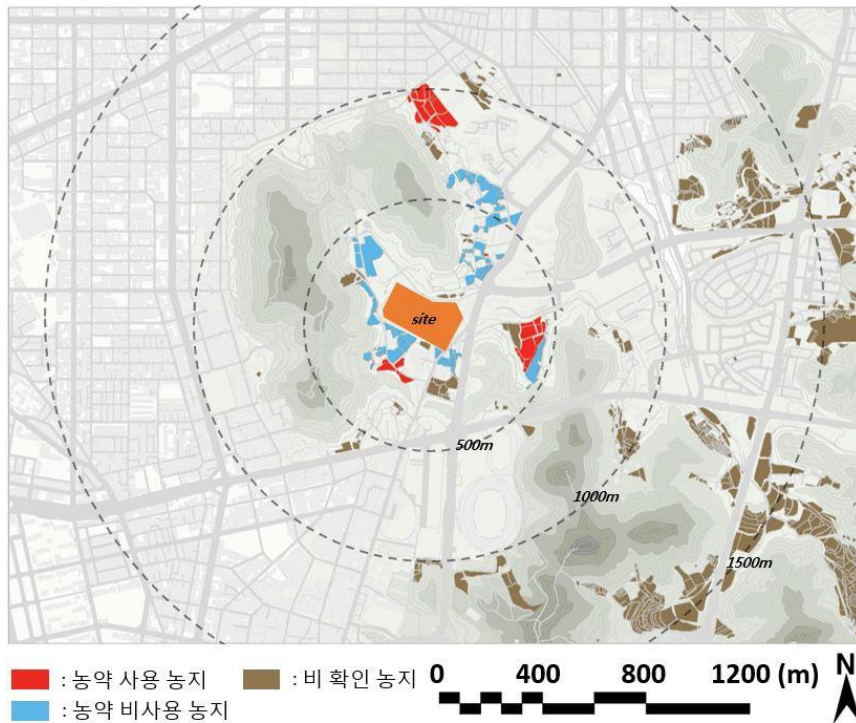 site
500m
1000m
1500m
: 농약 사용 농지
: 비 확인 농지
: 농약 비사용 농지
0 400 800 1200 (m)
N